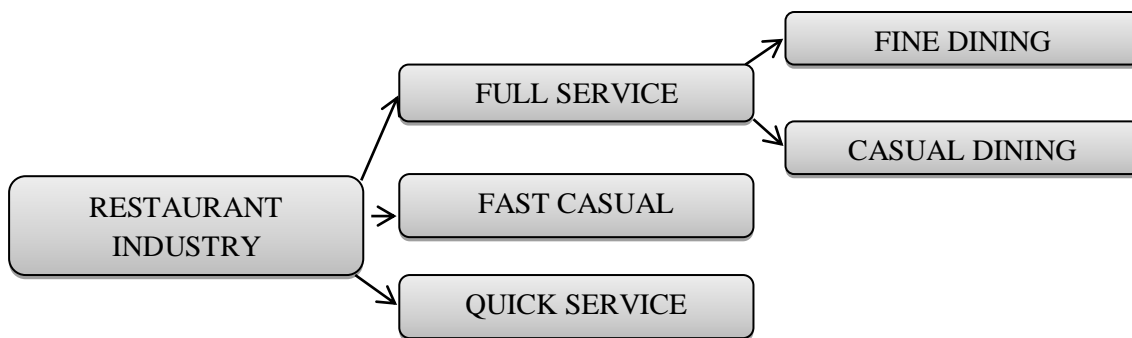 FINE DINING
FULL SERVICE
CASUAL DINING
RESTAURANT
INDUSTRY
FAST CASUAL
QUICK SERVICE